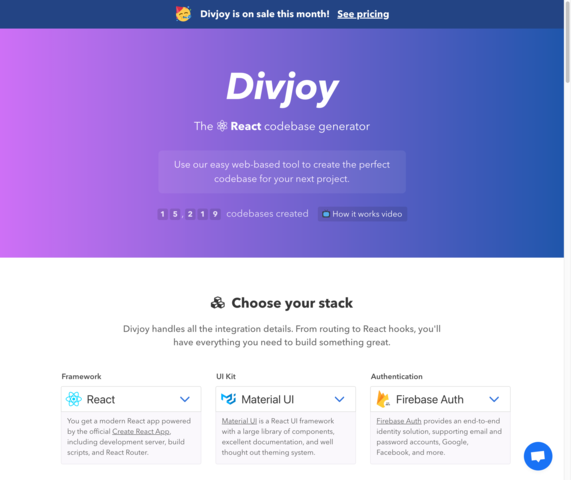 Divjoy is on sale this month! See pricing
Divjoy
The React codebase generator
Use our easy web-based tool to create the perfect
codebase for your next project.
15,219 codebases created How it works video
Choose your stack
Divjoy handles all the integration details. From routing to React hooks, you'll
have everything you need to build something great.
Framework
React
You get a modern React app powered
by the official Create React App,
including development server, build
scripts, and React Router.
UI Kit
Material UI
Material UI is a React UI framework
with a large library of components,
excellent documentation, and well
thought out theming system.
Authentication
Firebase Auth
Firebase Auth provides an end-to-end
identity solution, supporting email and
password accounts, Google,
Facebook, and more.